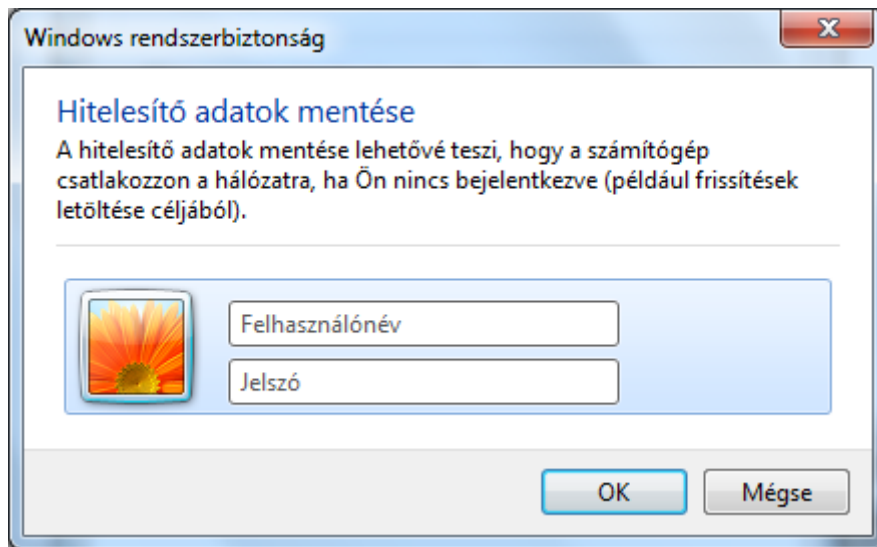 Windows rendszerbiztonság
Hitelesítő adatok mentése
A hitelesítő adatok mentése lehetővé teszi, hogy a számítógép
csatlakozzon a hálózatra, ha Ön nincs bejelentkezve (például frissítések
letöltése céljából).
Felhasználónév
Jelszó
OK
Mégse